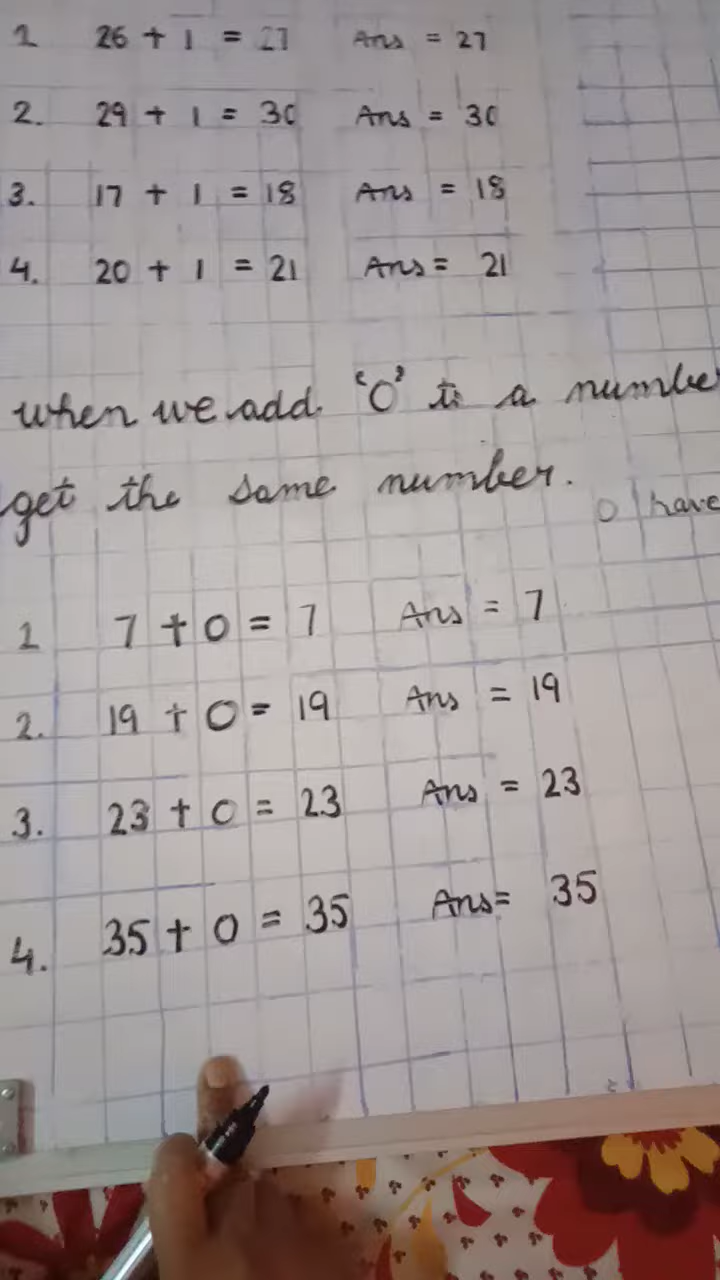 1 26 + 1 = 27 Ans = 27
2. 29 + 1 = 30 Ans = 30
3. 17 + 1 = 18 Ans = 18
4. 20 + 1 = 21 Ans = 21
when we add '0' to a numbe
get the same number.
0 have
1 7 + 0 = 7 Ans = 7
2. 19 + 0 = 19 Ans = 19
3. 23 + 0 = 23 Ans = 23
4. 35 + 0 = 35 Ans = 35